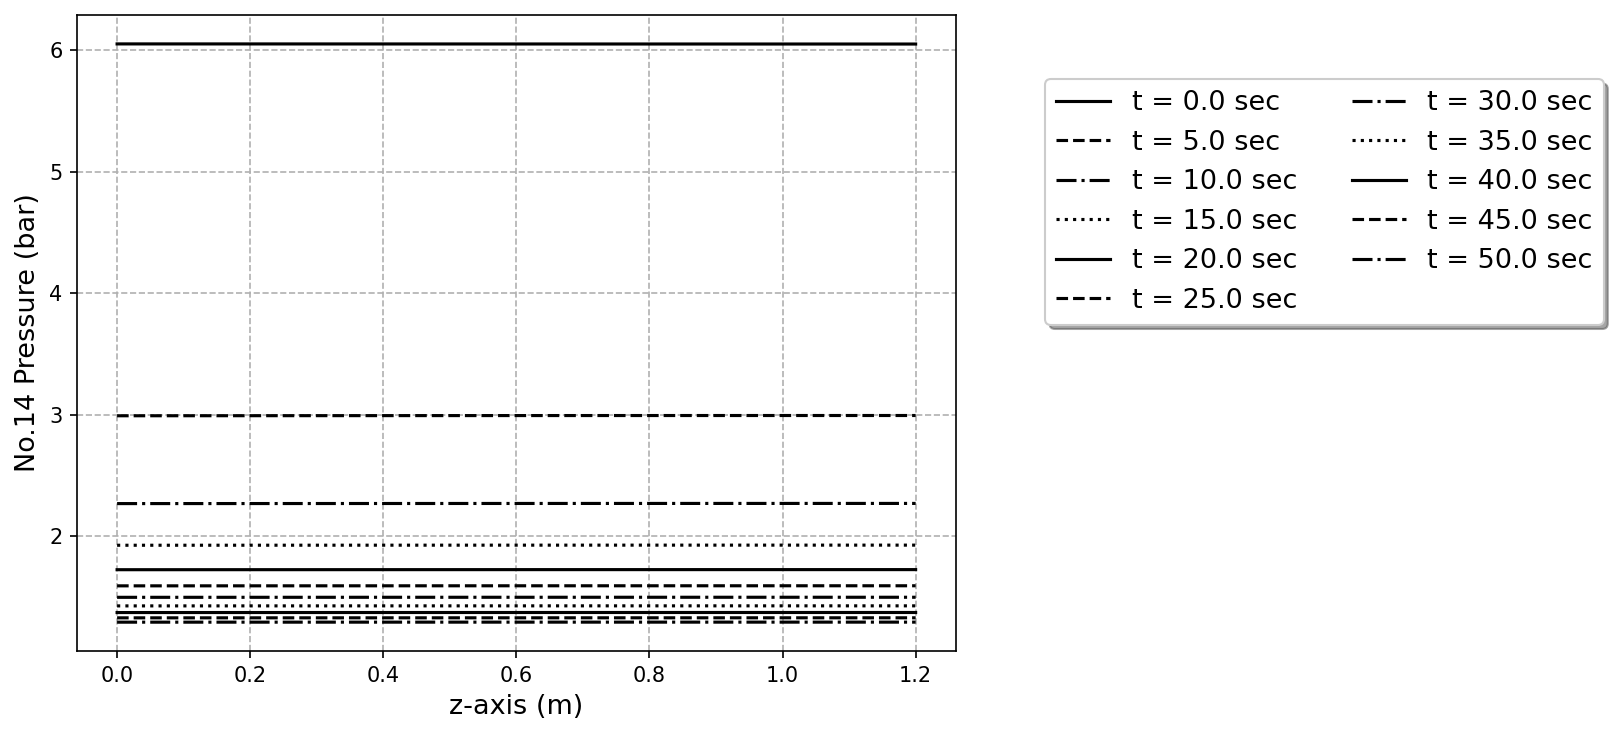 6
5
4
3
2
No.14 Pressure (bar)
0.0 0.2 0.4 0.6 0.8 1.0 1.2
z-axis (m)
t = 0.0 sec
t = 5.0 sec
t = 10.0 sec
t = 15.0 sec
t = 20.0 sec
t = 25.0 sec
t = 30.0 sec
t = 35.0 sec
t = 40.0 sec
t = 45.0 sec
t = 50.0 sec